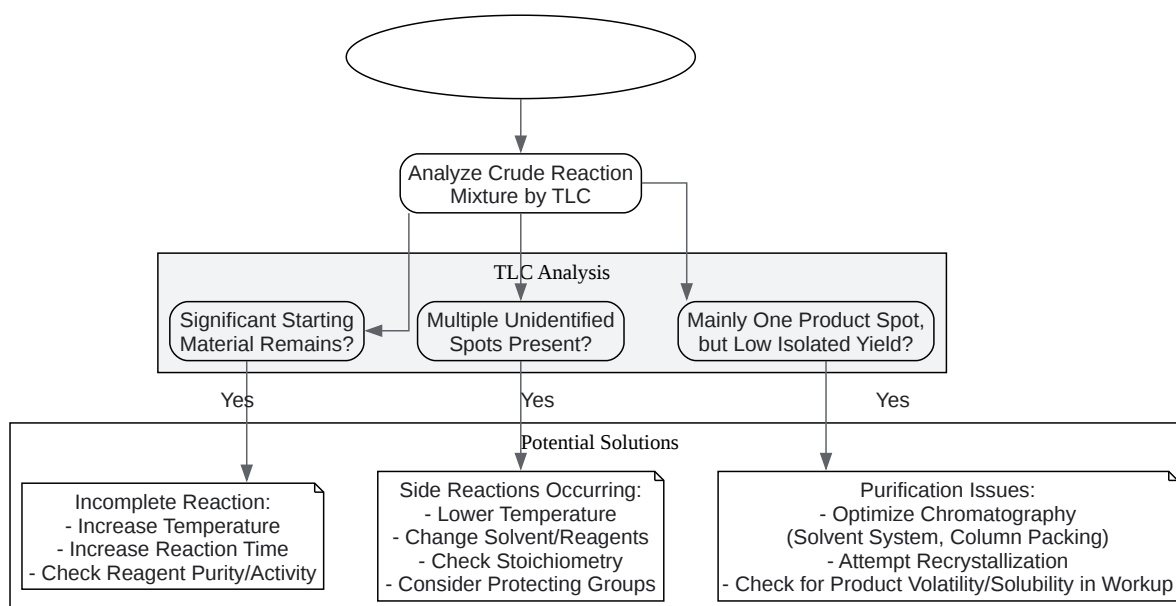 Analyze Crude Reaction
Mixture by TLC
TLC Analysis
Significant Starting
Material Remains?
Multiple Unidentified
Spots Present?
Mainly One Product Spot,
but Low Isolated Yield?
Yes
Yes
Yes
Potential Solutions
Incomplete Reaction:
- Increase Temperature
- Increase Reaction Time
- Check Reagent Purity/Activity
Side Reactions Occurring:
- Lower Temperature
- Change Solvent/Reagents
- Check Stoichiometry
- Consider Protecting Groups
Purification Issues:
- Optimize Chromatography
(Solvent System, Column Packing)
- Attempt Recrystallization
- Check for Product Volatility/Solubility in Workup